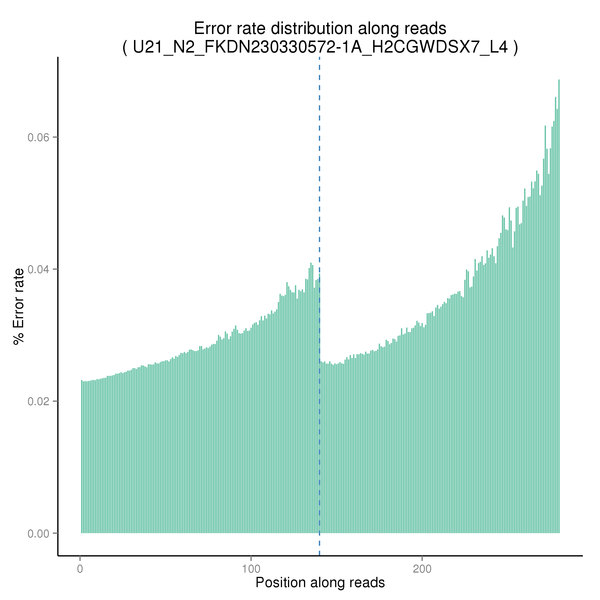 Error rate distribution along reads
( U21_N2_FKDN230330572-1A_H2CGWDSX7_L4 )
% Error rate
0.06
0.04
0.02
0.00
0
100
200
Position along reads